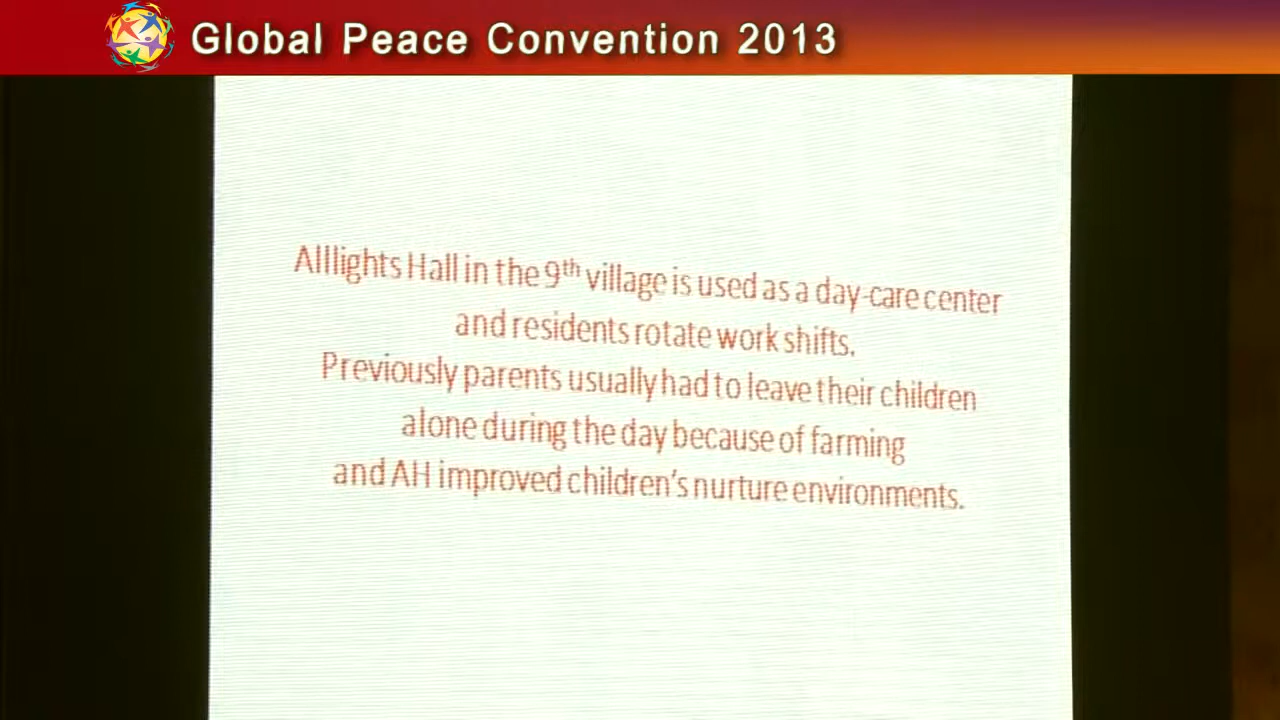 Global Peace Convention 2013
Alllights Hall in the 9th village is used as a day-care center
and residents rotate work shifts.
Previously parents usually had to leave their children
alone during the day because of farming
and AH improved children's nurture environments.